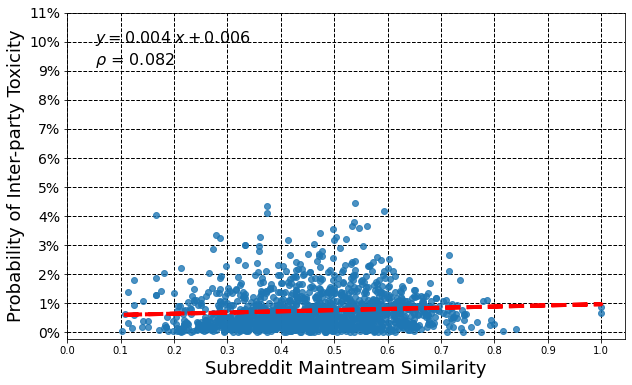 11%
10%
9%
8%
7%
6%
5%
4%
3%
2%
1%
0%
Probability of Inter-party Toxicity
y = 0.004 x + 0.006
ρ = 0.082
0.0 0.1 0.2 0.3 0.4 0.5 0.6 0.7 0.8 0.9 1.0
Subreddit Maintream Similarity